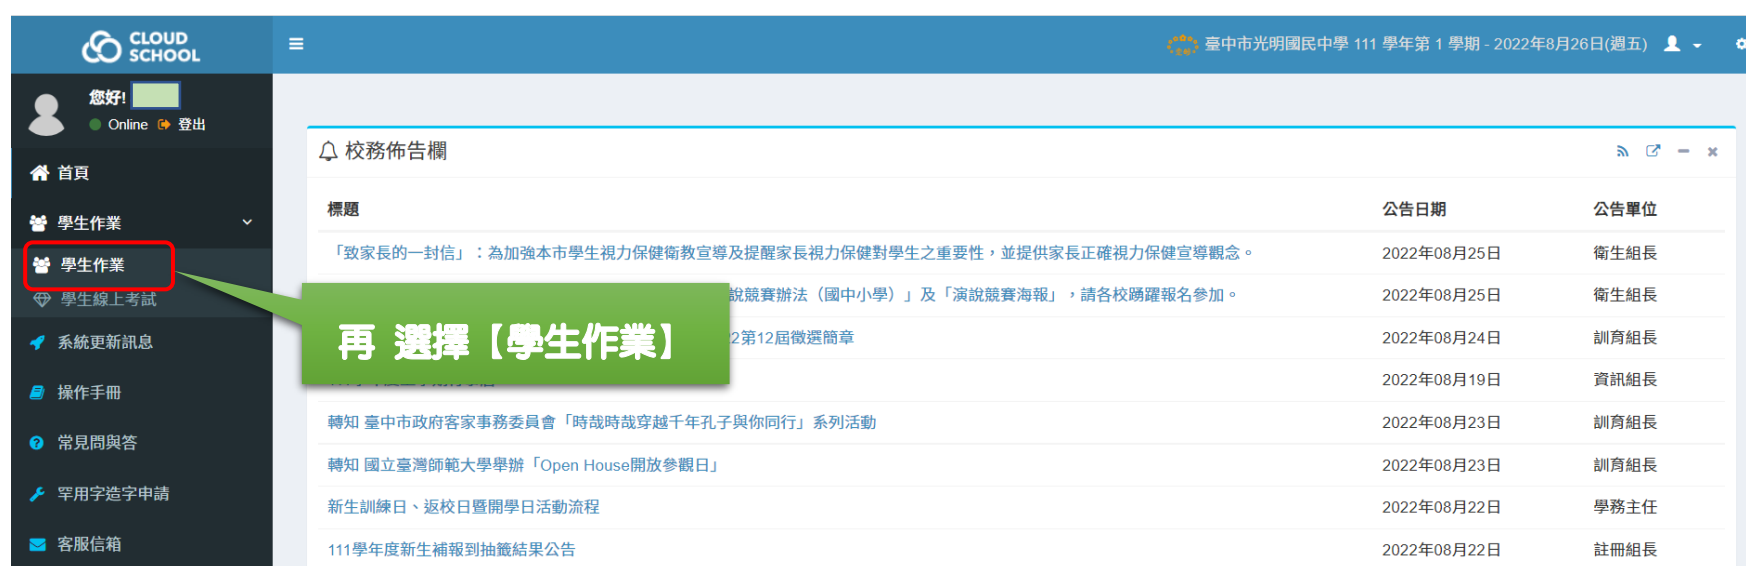 CLOUD
SCHOOL
臺中市光明國民中學 111 學年第 1 學期 - 2022年8月26日(週五)
您好!
Online 登出
首頁
學生作業
學生作業
學生線上考試
系統更新訊息
操作手冊
常見問與答
罕用字造字申請
客服信箱
再 選擇【學生作業】
校務佈告欄
標題 公告日期 公告單位
「致家長的一封信」：為加強本市學生視力保健衛教宣導及提醒家長視力保健對學生之重要性，並提供家長正確視力保健宣導觀念。 2022年08月25日 衛生組長
說競賽辦法（國中小學）」及「演說競賽海報」，請各校踴躍報名參加。 2022年08月25日 衛生組長
2第12屆徵選簡章 2022年08月24日 訓育組長
2022年08月19日 資訊組長
轉知 臺中市政府客家事務委員會「時哉時哉穿越千年孔子與你同行」系列活動 2022年08月23日 訓育組長
轉知 國立臺灣師範大學舉辦「Open House開放參觀日」 2022年08月23日 訓育組長
新生訓練日、返校日暨開學日活動流程 2022年08月22日 學務主任
111學年度新生補報到抽籤結果公告 2022年08月22日 註冊組長